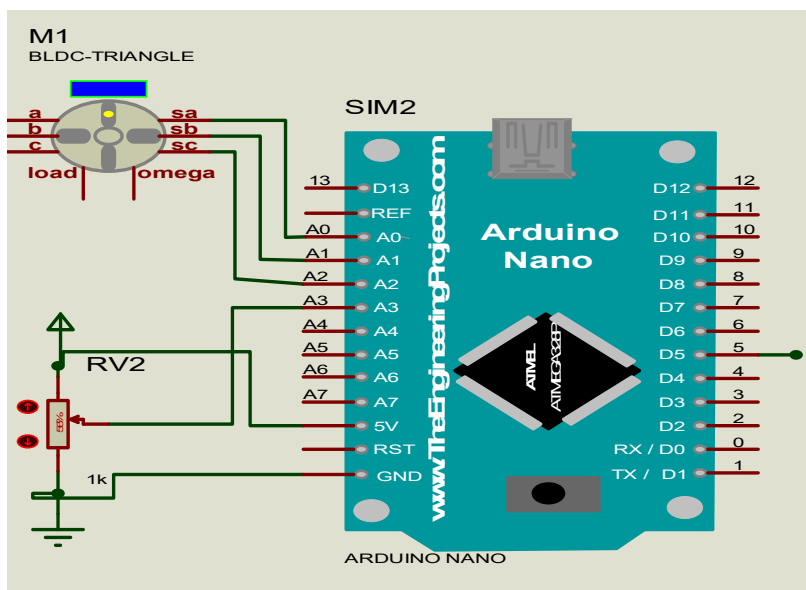 M1
BLDC-TRIANGLE
a
b
c
sa
sb
sc
load
omega
SIM2
13
D13
REF
A0
A0
A1
A1
A2
A2
A3
A3
A4
A4
A5
A5
A6
A6
A7
A7
5V
RST
GND
www.TheEngineeringProjects.com
Arduino
Nano
ATMEL
ATMEGA328P
D12
12
D11
11
D10
10
D9
9
D8
8
D7
7
D6
6
D5
5
D4
4
D3
3
D2
2
RX / D0
0
TX / D1
1
RV2
1k
ARDUINO NANO